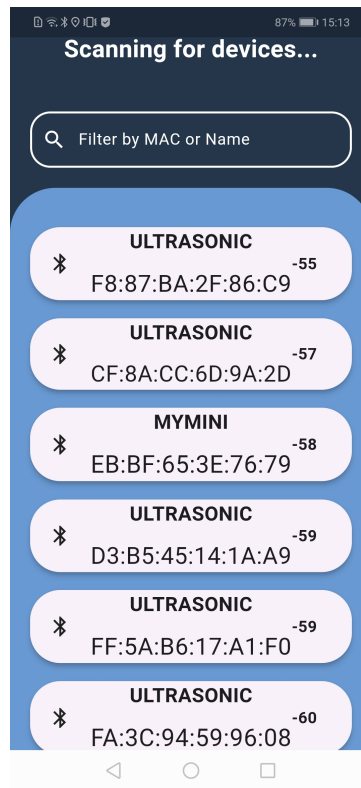 87% 15:13
Scanning for devices...
Filter by MAC or Name
ULTRASONIC
-55
F8:87:BA:2F:86:C9
ULTRASONIC
-57
CF:8A:CC:6D:9A:2D
MYMINI
-58
EB:BF:65:3E:76:79
ULTRASONIC
-59
D3:B5:45:14:1A:A9
ULTRASONIC
-59
FF:5A:B6:17:A1:F0
ULTRASONIC
-60
FA:3C:94:59:96:08